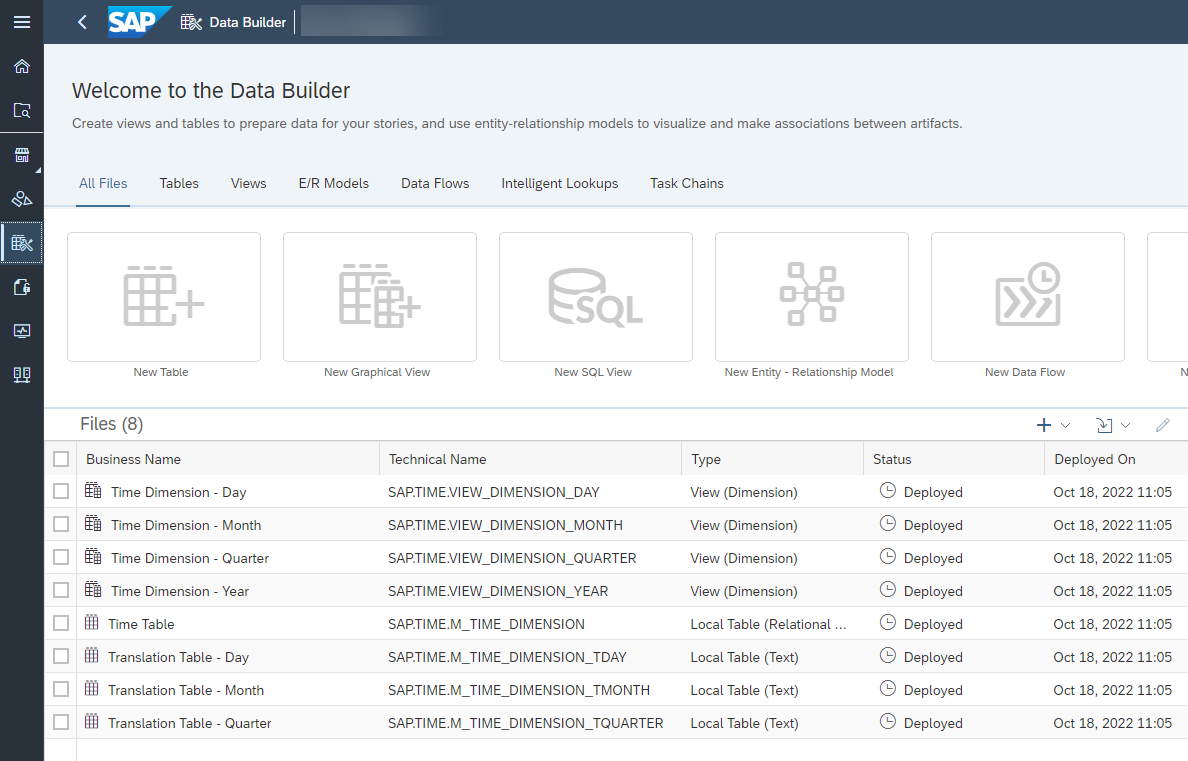 SAP Data Builder
Welcome to the Data Builder
Create views and tables to prepare data for your stories, and use entity-relationship models to visualize and make associations between artifacts.
All Files Tables Views E/R Models Data Flows Intelligent Lookups Task Chains
SQL
New Table New Graphical View New SQL View New Entity - Relationship Model New Data Flow
Files (8)
Business Name Technical Name Type Status Deployed On
Time Dimension - Day SAP.TIME.VIEW_DIMENSION_DAY View (Dimension) Deployed Oct 18, 2022 11:05
Time Dimension - Month SAP.TIME.VIEW_DIMENSION_MONTH View (Dimension) Deployed Oct 18, 2022 11:05
Time Dimension - Quarter SAP.TIME.VIEW_DIMENSION_QUARTER View (Dimension) Deployed Oct 18, 2022 11:05
Time Dimension - Year SAP.TIME.VIEW_DIMENSION_YEAR View (Dimension) Deployed Oct 18, 2022 11:05
Time Table SAP.TIME.M_TIME_DIMENSION Local Table (Relational ... Deployed Oct 18, 2022 11:05
Translation Table - Day SAP.TIME.M_TIME_DIMENSION_TDAY Local Table (Text) Deployed Oct 18, 2022 11:05
Translation Table - Month SAP.TIME.M_TIME_DIMENSION_TMONTH Local Table (Text) Deployed Oct 18, 2022 11:05
Translation Table - Quarter SAP.TIME.M_TIME_DIMENSION_TQUARTER Local Table (Text) Deployed Oct 18, 2022 11:05